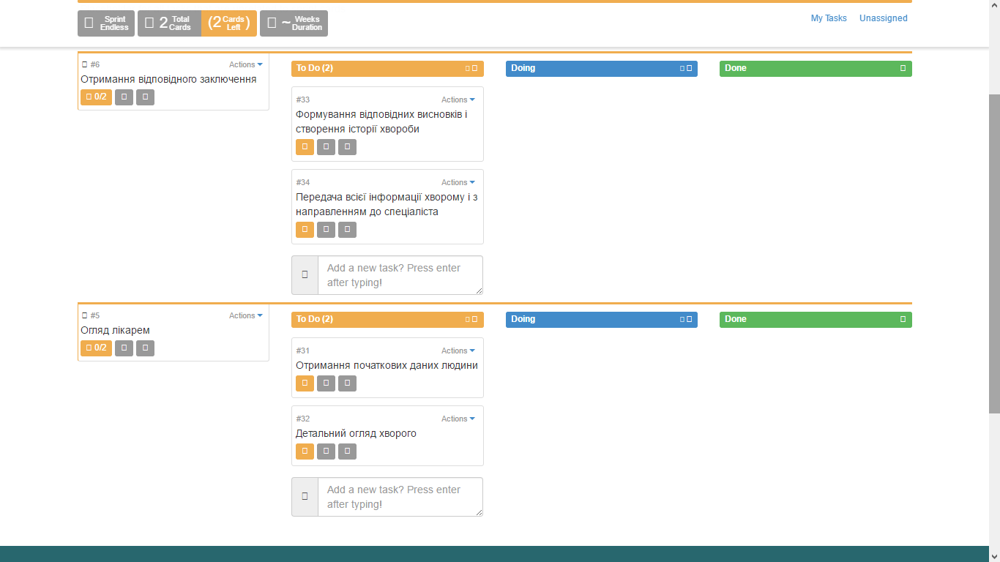 Sprint
Endless
2 Total
Cards
(2 Cards
Left )
~ Weeks
Duration
My Tasks Unassigned
#6 Actions
Отримання відповідного заключення
0/2
To Do (2)
Doing
Done
#33 Actions
Формування відповідних висновків і
створення історії хвороби
#34 Actions
Передача всієї інформації хворому і з
направленням до спеціаліста
Add a new task? Press enter
after typing!
#5 Actions
Огляд лікарем
0/2
To Do (2)
Doing
Done
#31 Actions
Отримання початкових даних людини
#32 Actions
Детальний огляд хворого
Add a new task? Press enter
after typing!